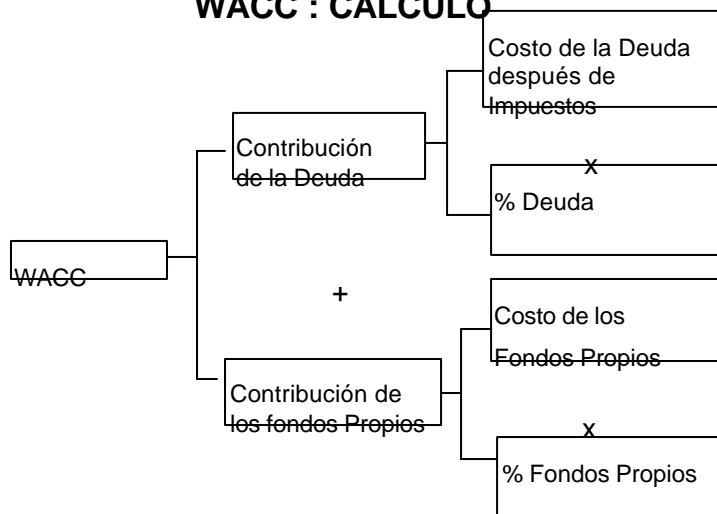 WACC : CALCULO
Costo de la Deuda
después de
Impuestos
Contribución
de la Deuda
x
% Deuda
WACC
+
Costo de los
Fondos Propios
Contribución de
los fondos Propios
x
% Fondos Propios